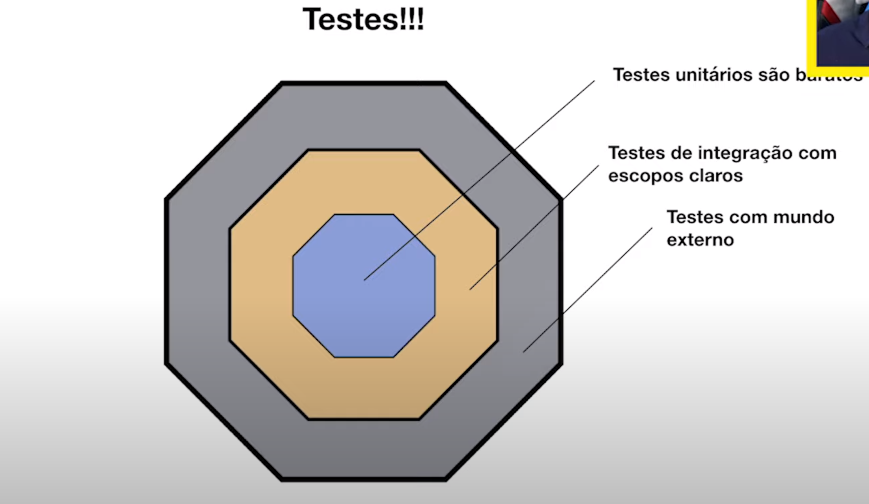 Testes!!!
Testes unitários são baratos
Testes de integração com
escopos claros
Testes com mundo
externo